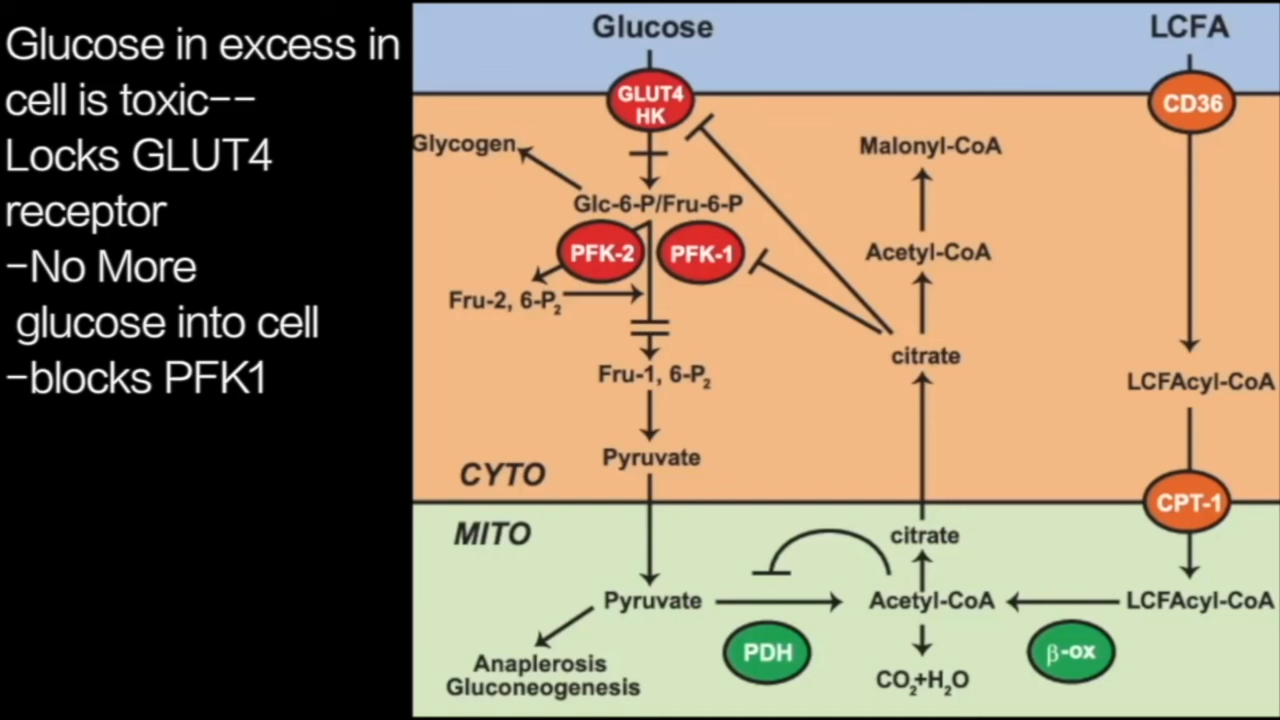 Glucose in excess in
cell is toxic--
Locks GLUT4
receptor
-No More
glucose into cell
-blocks PFK1
Glucose
LCFA
GLUT4
HK
CD36
Glycogen
Malonyl-CoA
Glc-6-P/Fru-6-P
PFK-2
PFK-1
Acetyl-CoA
Fru-2, 6-P₂
citrate
Fru-1, 6-P₂
LCFAcyl-CoA
Pyruvate
CYTO
CPT-1
MITO
citrate
Pyruvate
Acetyl-CoA
LCFAcyl-CoA
PDH
β-ox
Anaplerosis
Gluconeogenesis
CO₂+H₂O